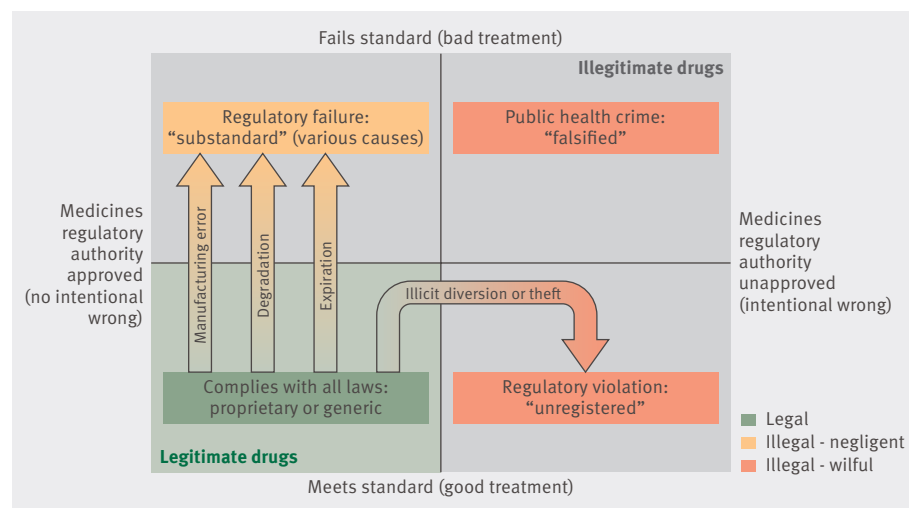 Fails standard (bad treatment)
Illegitimate drugs
Regulatory failure:
“substandard” (various causes)
Public health crime:
“falsified”
Medicines
regulatory
authority
approved
(no intentional
wrong)
Manufacturing error
Degradation
Expiration
Medicines
regulatory
authority
unapproved
(intentional wrong)
Illicit diversion or theft
Complies with all laws:
proprietary or generic
Regulatory violation:
“unregistered”
Legitimate drugs
Legal
Illegal - negligent
Illegal - wilful
Meets standard (good treatment)